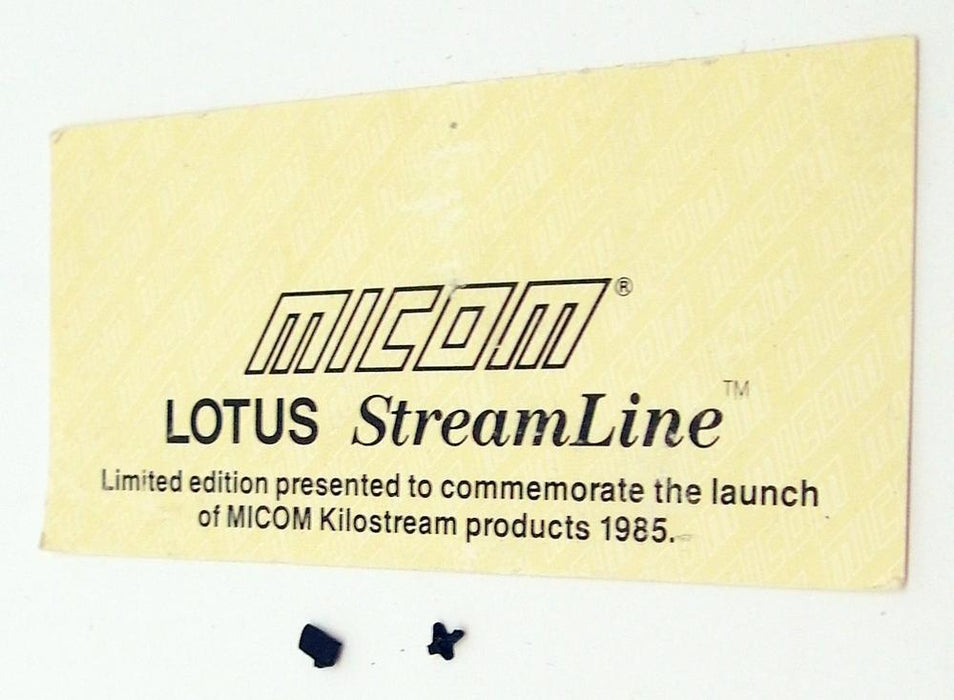 MICOM®
LOTUS StreamLine™
Limited edition presented to commemorate the launch
of MICOM Kilostream products 1985.